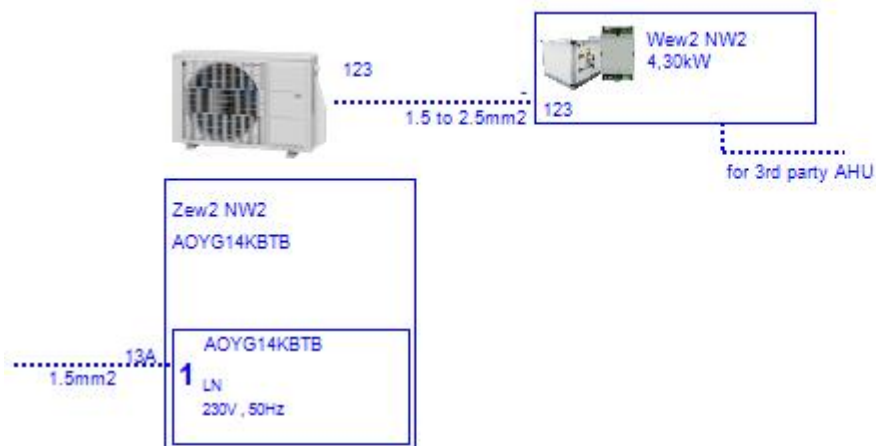 Wew2 NW2
4,30kW
123
-
1.5 to 2.5mm2
123
for 3rd party AHU
Zew2 NW2
AOYG14KBTB
13A
1.5mm2
AOYG14KBTB
1
LN
230V , 50Hz